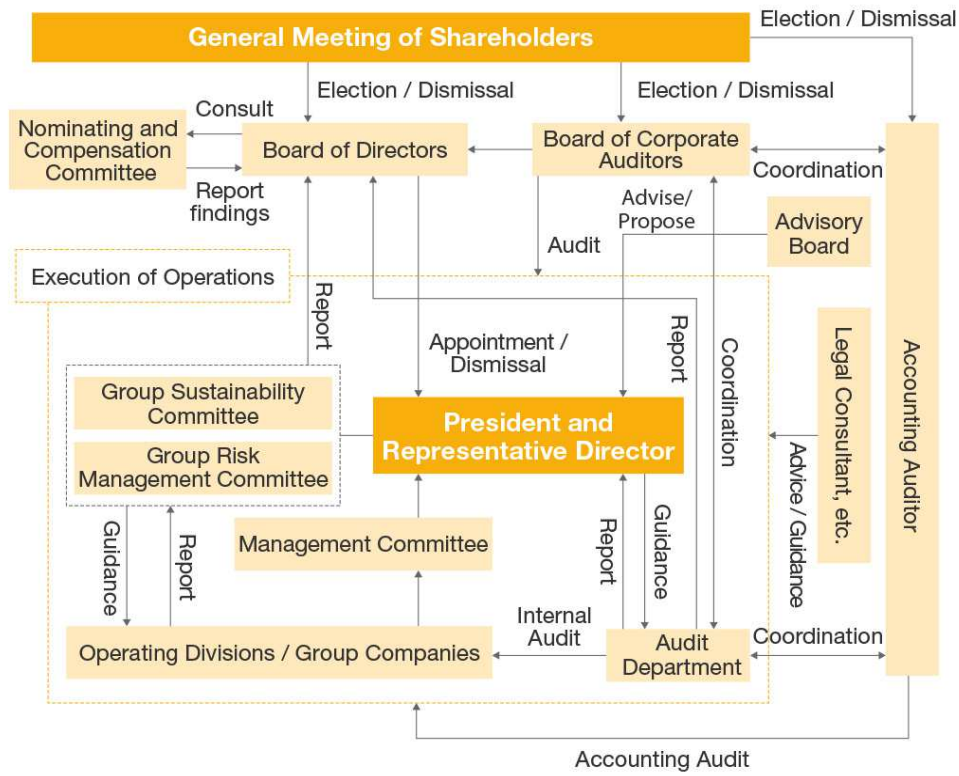 General Meeting of Shareholders
Election / Dismissal
Election / Dismissal
Election / Dismissal
Consult
Nominating and
Compensation
Committee
Board of Directors
Board of Corporate
Auditors
Coordination
Report
findings
Advise/
Propose
Advisory
Board
Audit
Execution of Operations
Report
Appointment /
Dismissal
Report
Coordination
Legal Consultant, etc.
Accounting Auditor
Group Sustainability
Committee
President and
Representative Director
Group Risk
Management Committee
Advice / Guidance
Guidance
Report
Management Committee
Report
Guidance
Internal
Audit
Operating Divisions / Group Companies
Audit
Department
Coordination
Accounting Audit